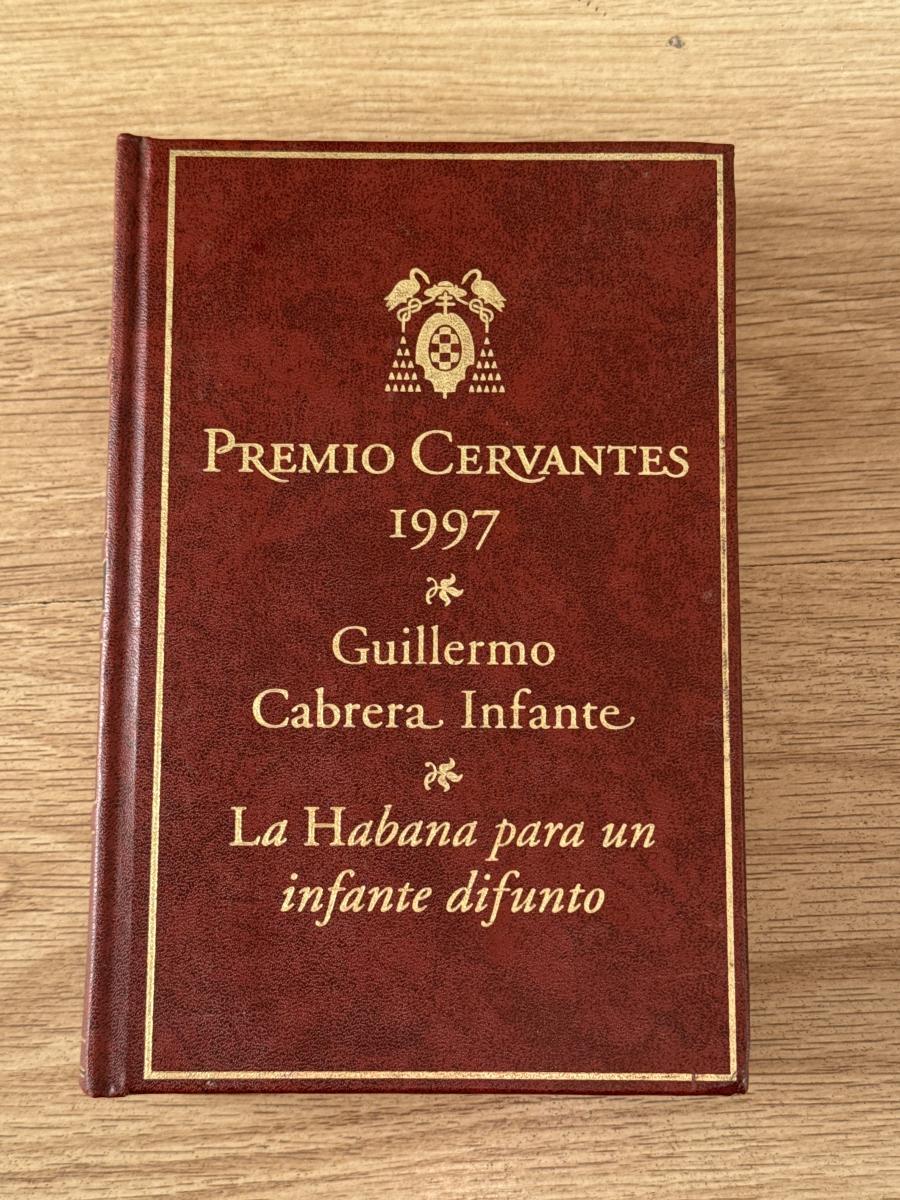 PREMIO CERVANTES
1997
Guillermo
Cabrera Infante
La Habana para un
infante difunto